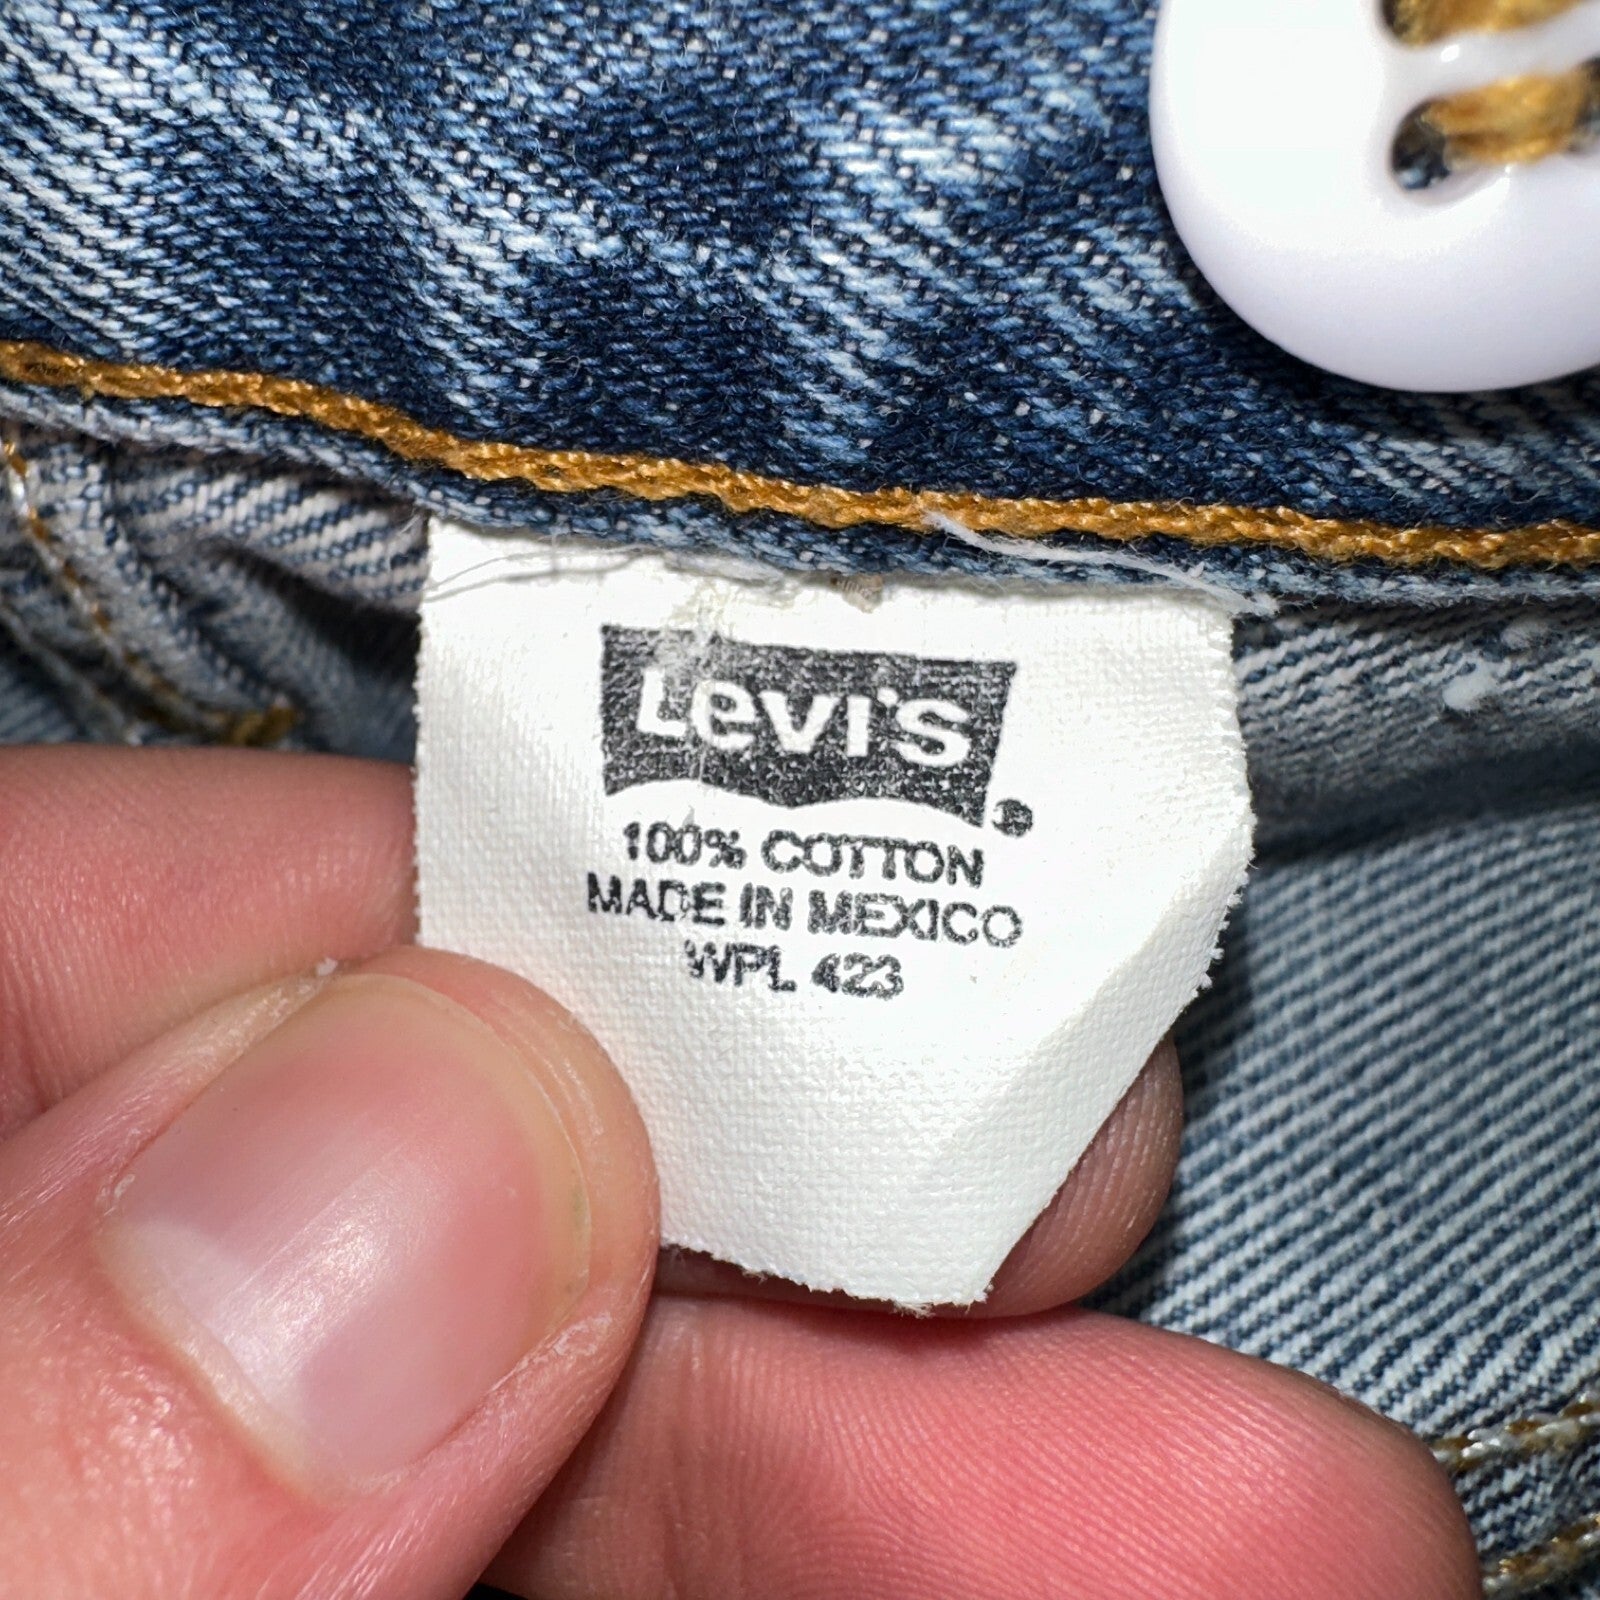 Levi's ®
100% COTTON
MADE IN MEXICO
WPL 423